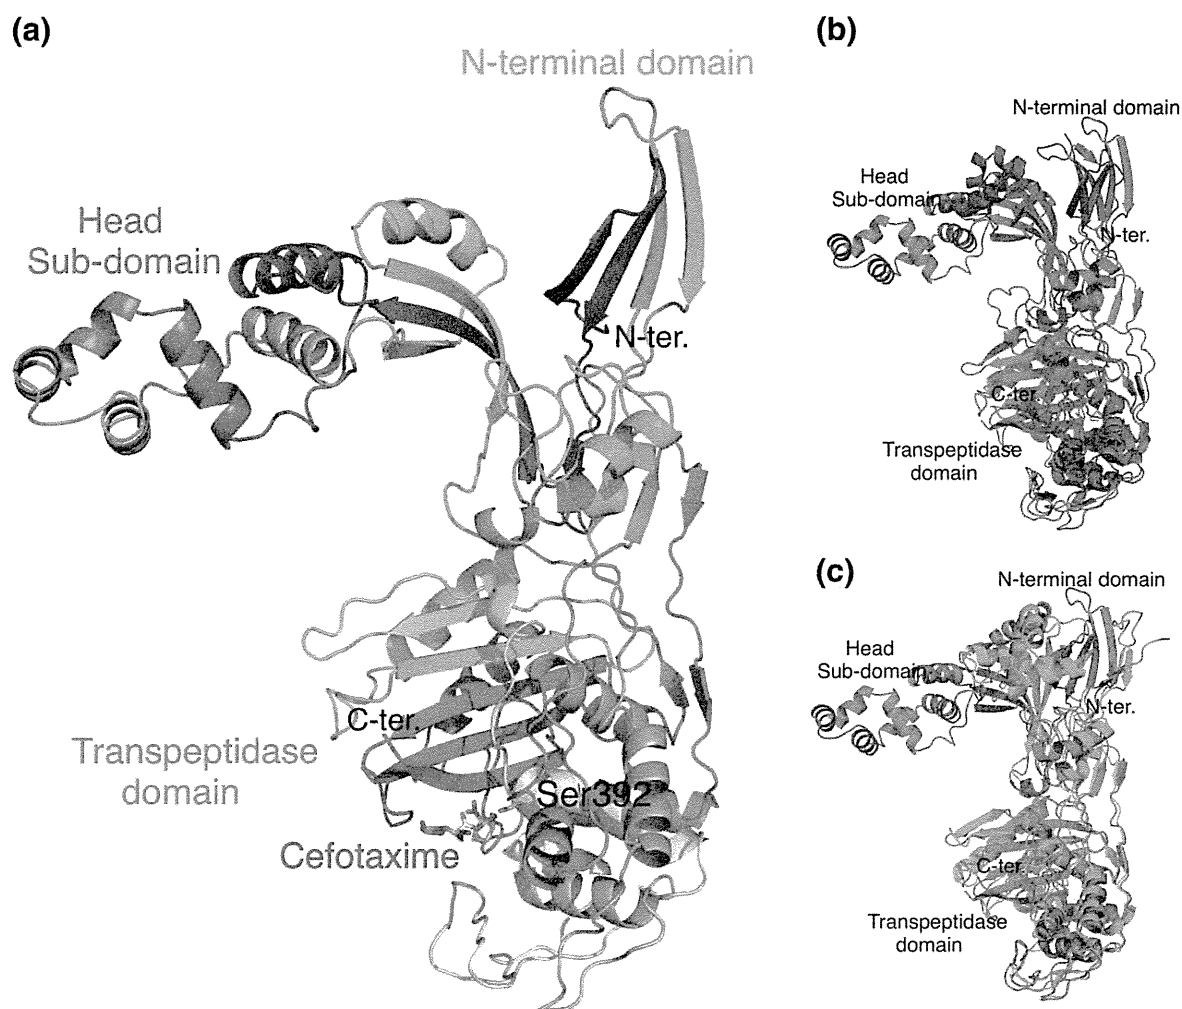 (a)
N-terminal domain
Head
Sub-domain
N-ter.
C-ter.
Transpeptidase
domain
Ser392
Cefotaxime
(b)
N-terminal domain
Head
Sub-domain
N-ter.
C-ter.
Transpeptidase
domain
(c)
N-terminal domain
Head
Sub-domain
N-ter.
C-ter.
Transpeptidase
domain